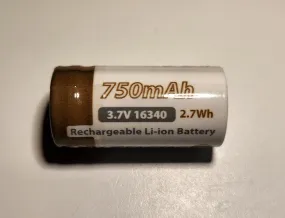 750mAh
3.7V 16340 2.7Wh
Rechargeable Li-ion Battery